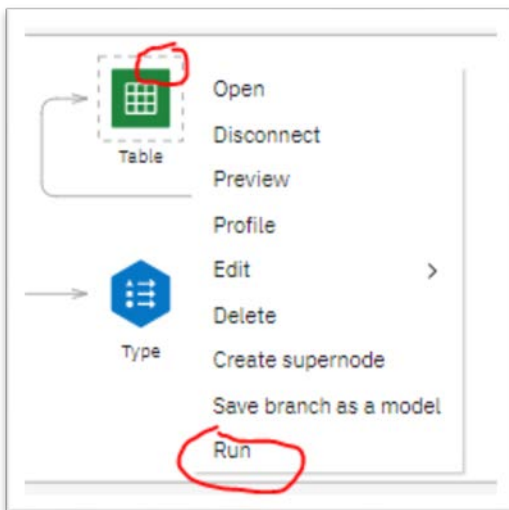 Table
Type
Open
Disconnect
Preview
Profile
Edit
Delete
Create supernode
Save branch as a model
Run